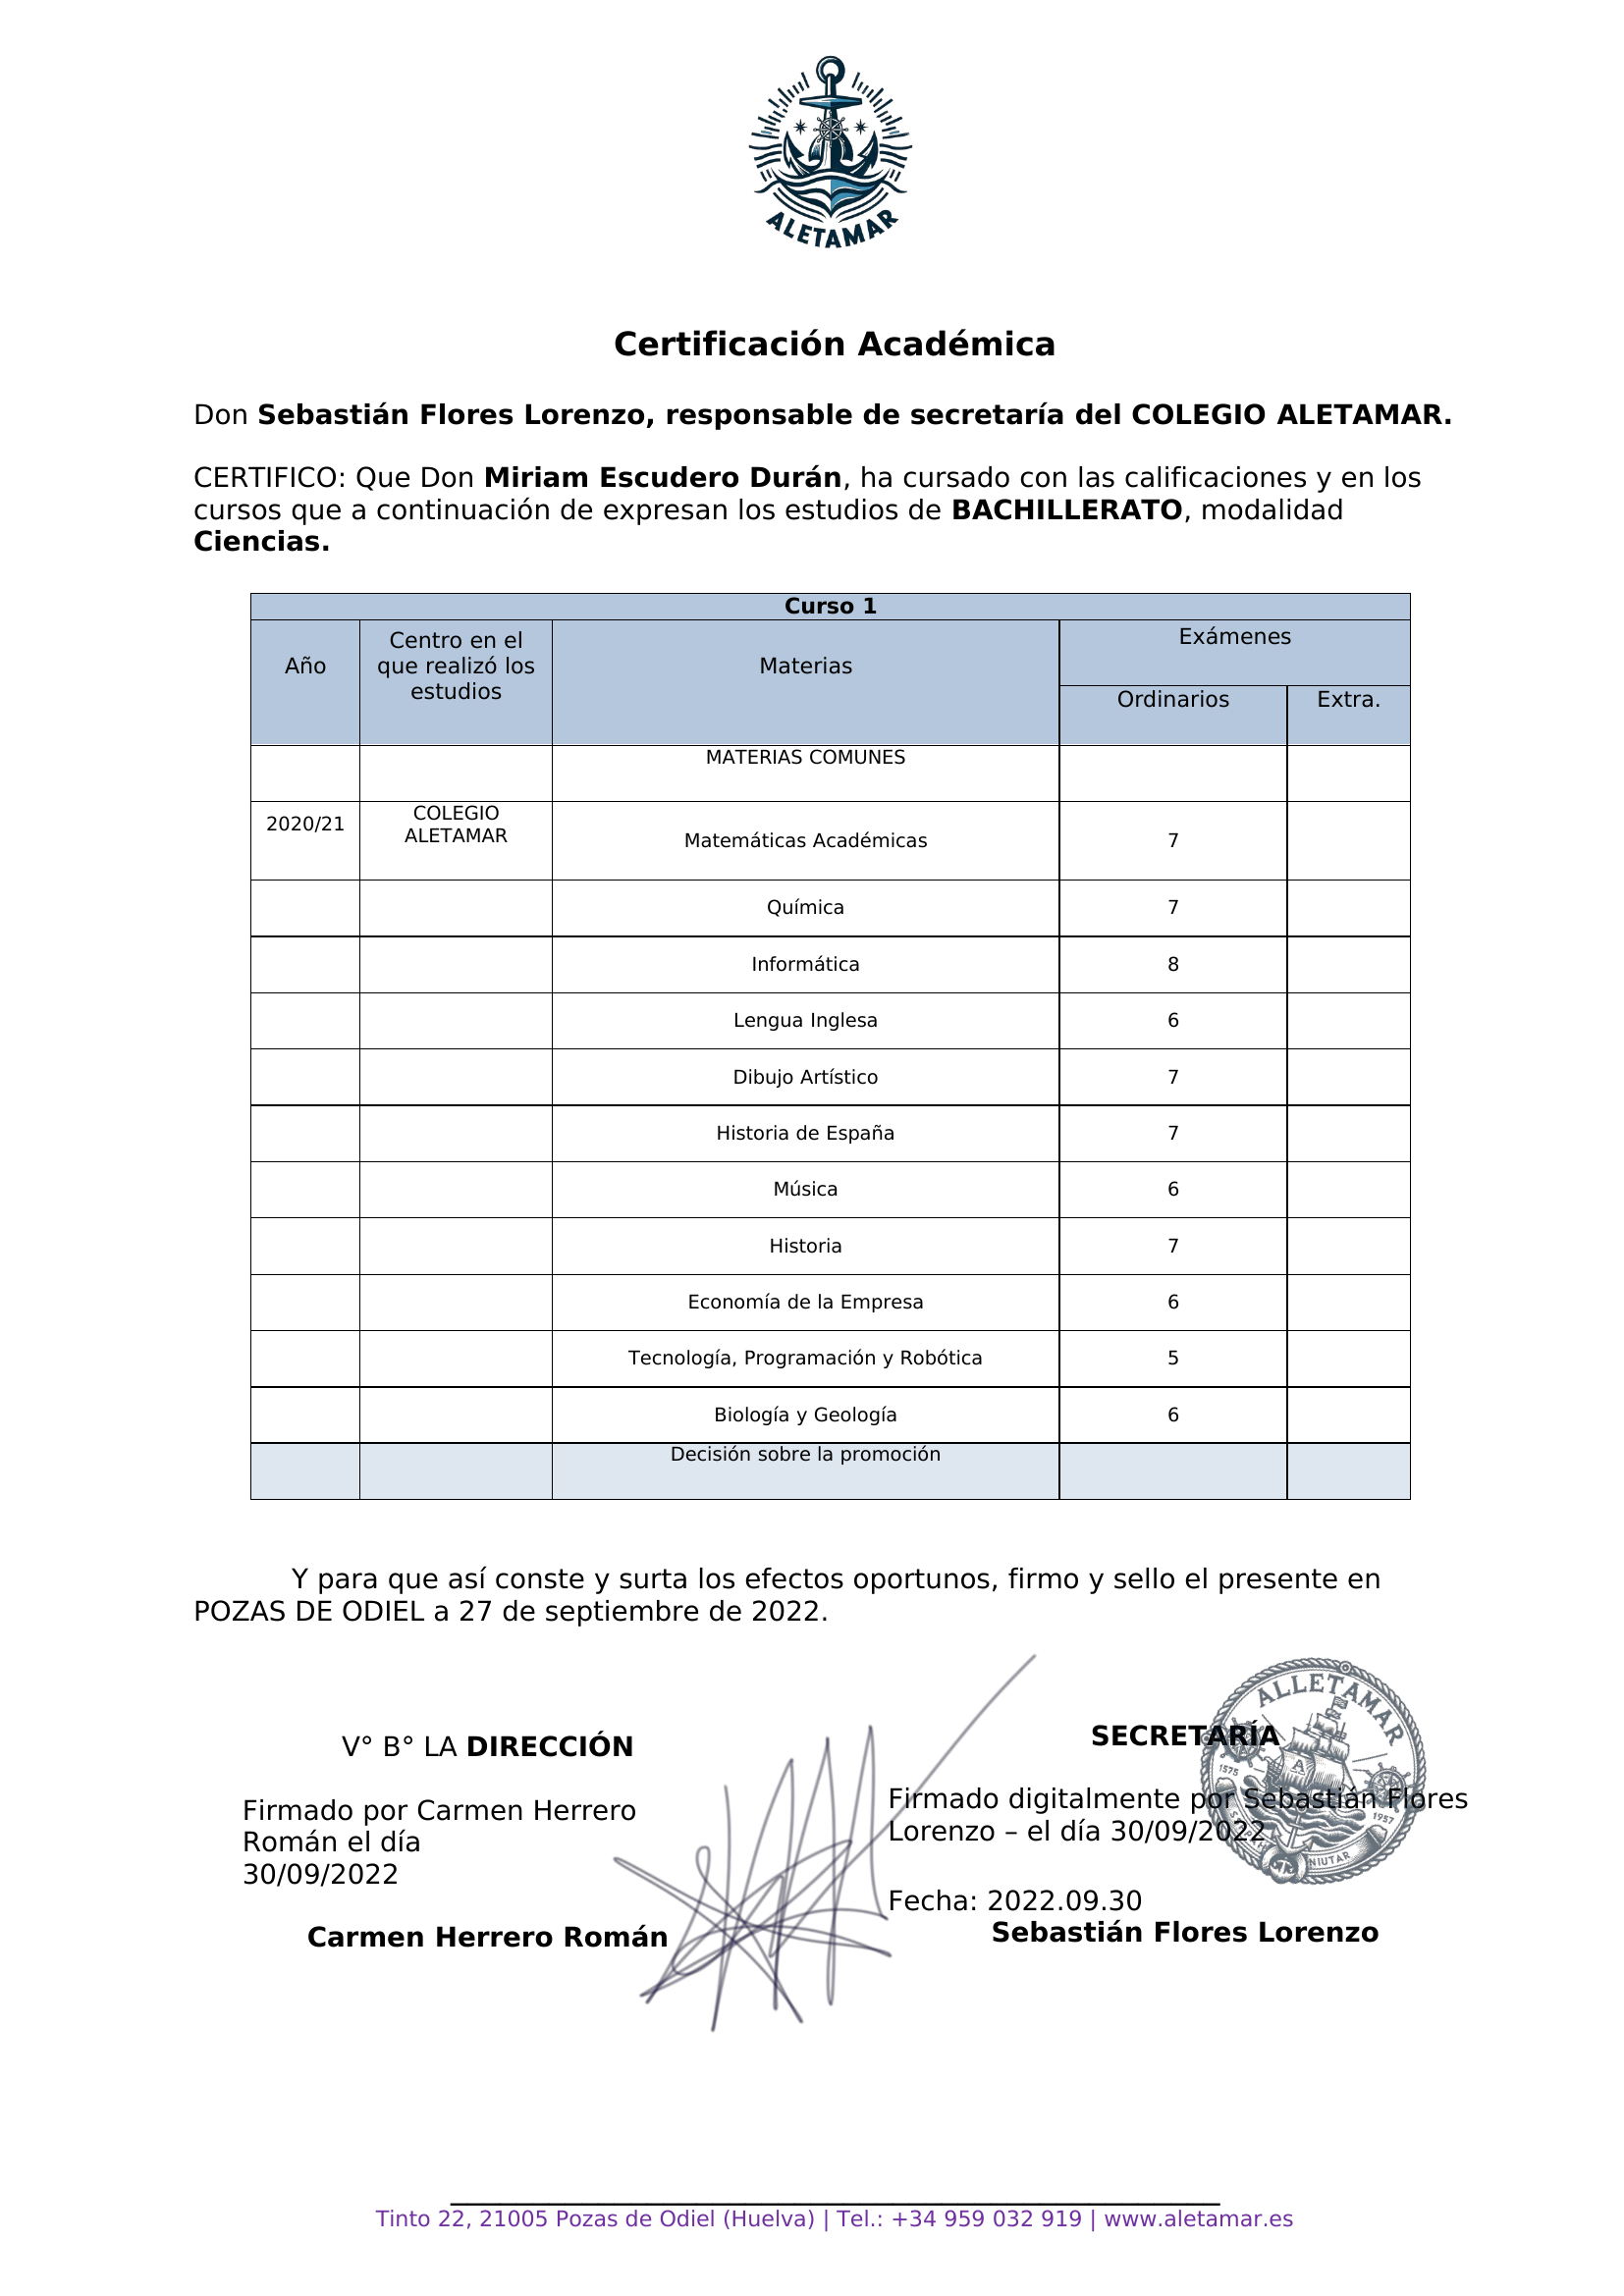 ALETAMAR
Certificación Académica
Don Sebastián Flores Lorenzo, responsable de secretaría del COLEGIO ALETAMAR.
CERTIFICO: Que Don Miriam Escudero Durán, ha cursado con las calificaciones y en los
cursos que a continuación de expresan los estudios de BACHILLERATO, modalidad
Ciencias.
Curso 1
Año
Centro en el
que realizó los
estudios
Materias
Exámenes
Ordinarios
Extra.
MATERIAS COMUNES
2020/21
COLEGIO
ALETAMAR
Matemáticas Académicas
7
Química
7
Informática
8
Lengua Inglesa
6
Dibujo Artístico
7
Historia de España
7
Música
6
Historia
7
Economía de la Empresa
6
Tecnología, Programación y Robótica
5
Biología y Geología
6
Decisión sobre la promoción
Y para que así conste y surta los efectos oportunos, firmo y sello el presente en
POZAS DE ODIEL a 27 de septiembre de 2022.
V° B° LA DIRECCIÓN
Firmado por Carmen Herrero
Román el día
30/09/2022
Carmen Herrero Román
SECRETARÍA
Firmado digitalmente por Sebastián Flores
Lorenzo – el día 30/09/2022
Fecha: 2022.09.30
Sebastián Flores Lorenzo
ALLETAMAR
1575
A
1957
NIUTAR
Tinto 22, 21005 Pozas de Odiel (Huelva) | Tel.: +34 959 032 919 | www.aletamar.es